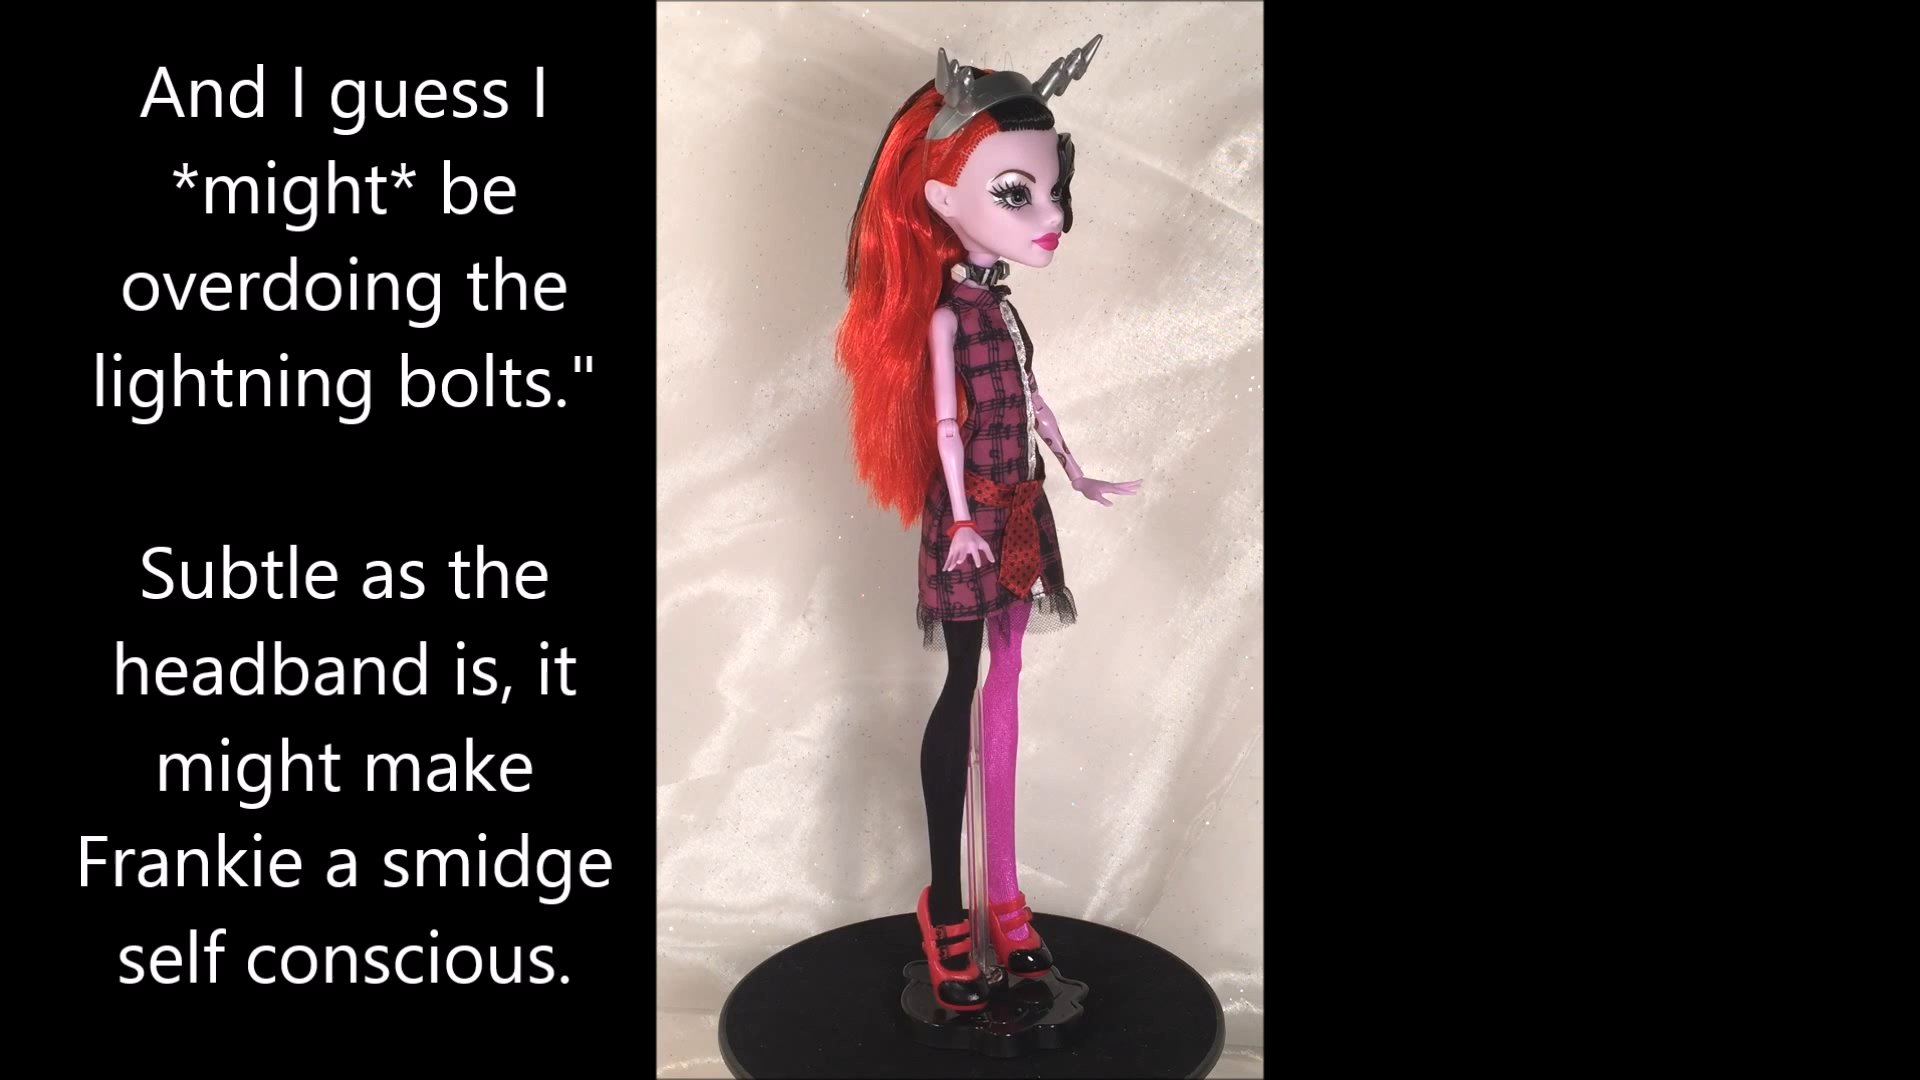 And I guess I
*might* be
overdoing the
lightning bolts."
Subtle as the
headband is, it
might make
Frankie a smidge
self conscious.